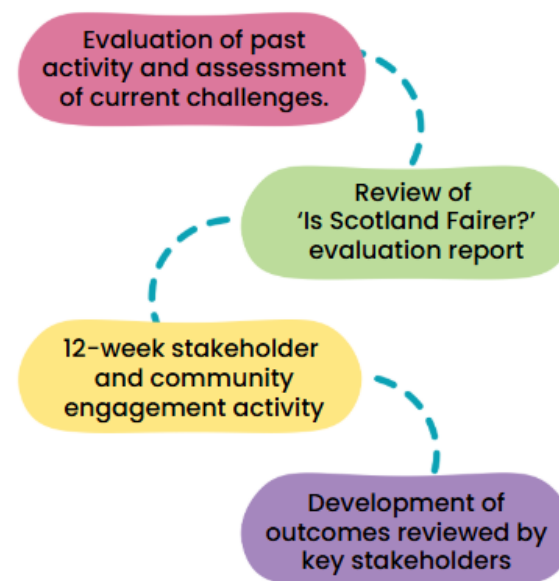 Evaluation of past
activity and assessment
of current challenges.
Review of
‘Is Scotland Fairer?’
evaluation report
12-week stakeholder
and community
engagement activity
Development of
outcomes reviewed by
key stakeholders